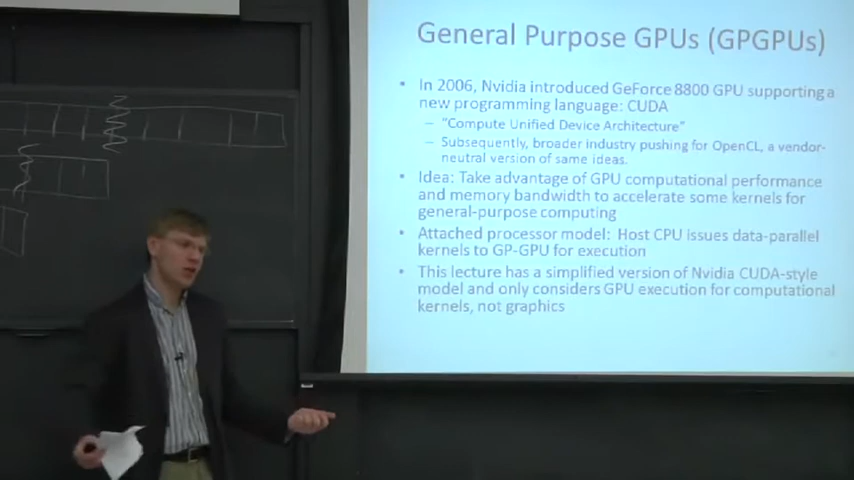 General Purpose GPUs (GPGPUs)
• In 2006, Nvidia introduced GeForce 8800 GPU supporting a
new programming language: CUDA
– "Compute Unified Device Architecture"
– Subsequently, broader industry pushing for OpenCL, a vendor-
neutral version of same ideas.
• Idea: Take advantage of GPU computational performance
and memory bandwidth to accelerate some kernels for
general-purpose computing
• Attached processor model: Host CPU issues data-parallel
kernels to GP-GPU for execution
• This lecture has a simplified version of Nvidia CUDA-style
model and only considers GPU execution for computational
kernels, not graphics